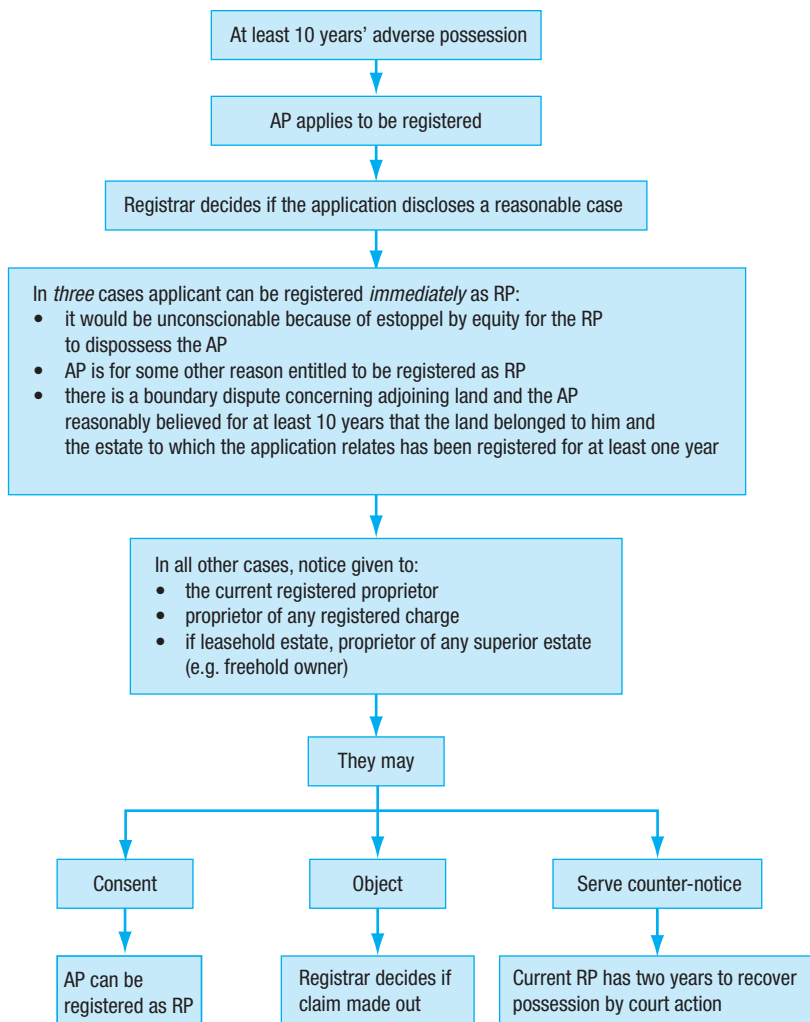 At least 10 years’ adverse possession
AP applies to be registered
Registrar decides if the application discloses a reasonable case
In three cases applicant can be registered immediately as RP:
• it would be unconscionable because of estoppel by equity for the RP
to dispossess the AP
• AP is for some other reason entitled to be registered as RP
• there is a boundary dispute concerning adjoining land and the AP
reasonably believed for at least 10 years that the land belonged to him and
the estate to which the application relates has been registered for at least one year
In all other cases, notice given to:
• the current registered proprietor
• proprietor of any registered charge
• if leasehold estate, proprietor of any superior estate
(e.g. freehold owner)
They may
Consent
Object
Serve counter-notice
AP can be
registered as RP
Registrar decides if
claim made out
Current RP has two years to recover
possession by court action